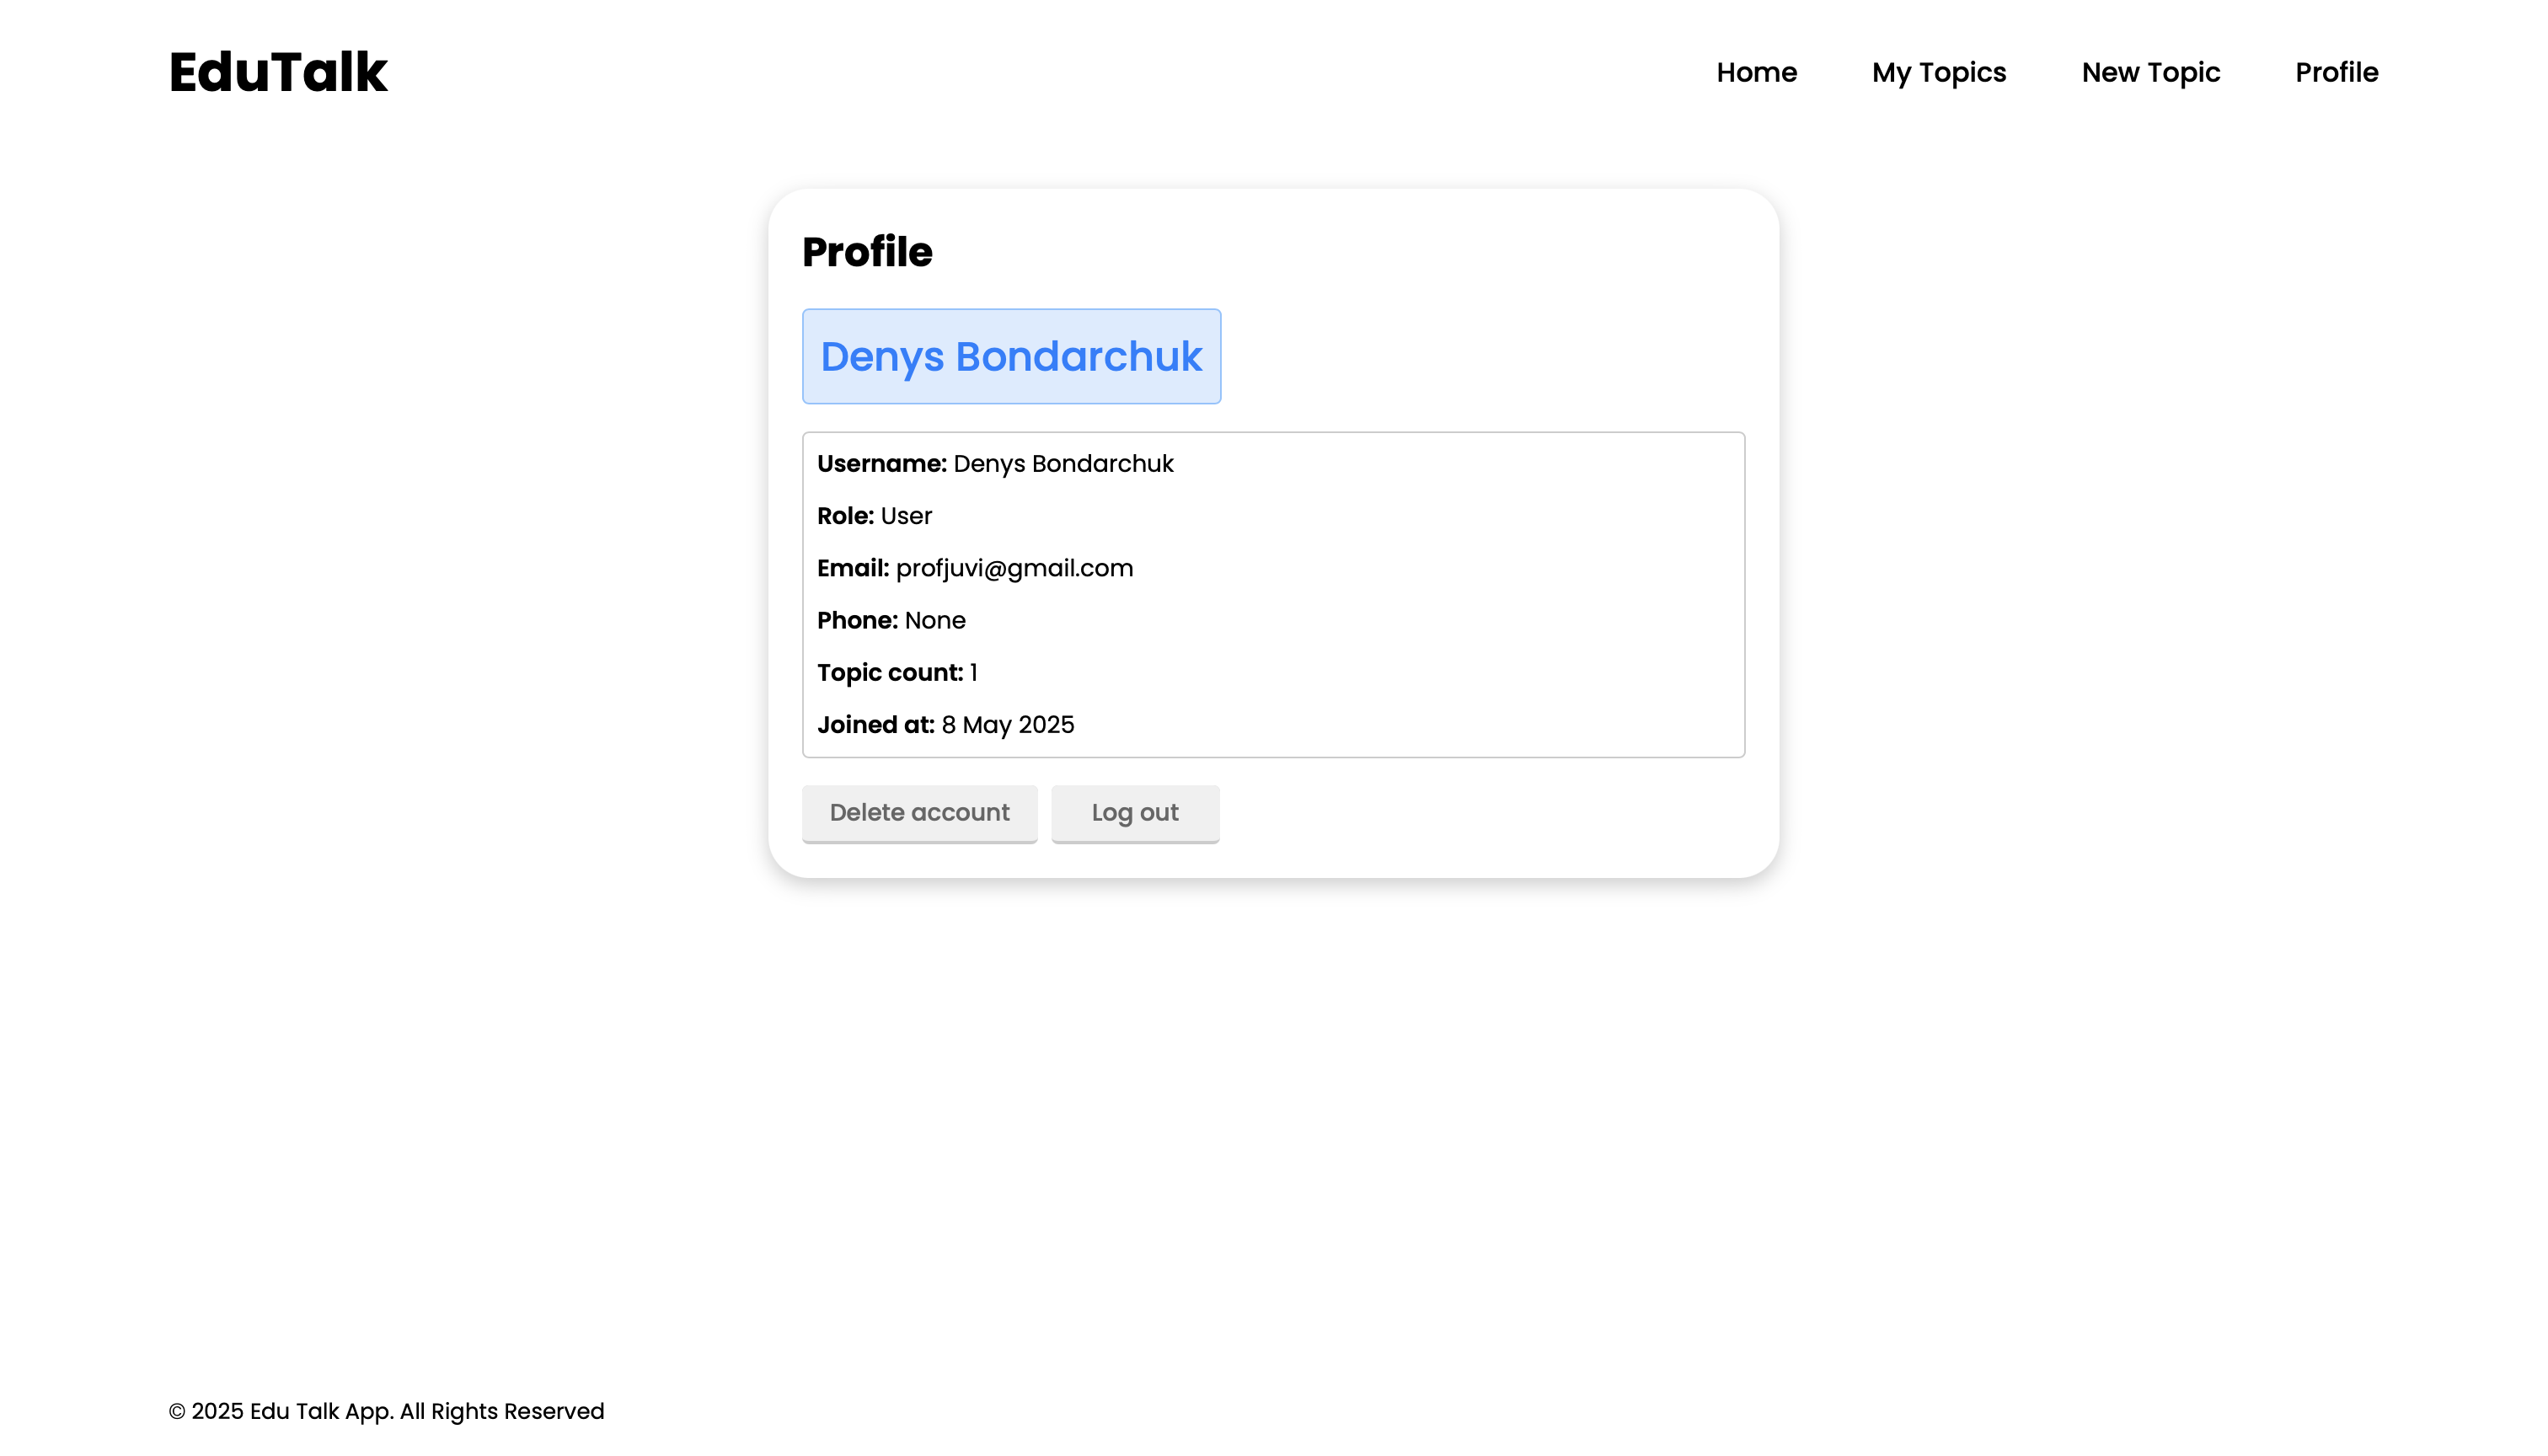 EduTalk
Home
My Topics
New Topic
Profile
Profile
Denys Bondarchuk
Username: Denys Bondarchuk
Role: User
Email: profjuvi@gmail.com
Phone: None
Topic count: 1
Joined at: 8 May 2025
Delete account
Log out
© 2025 Edu Talk App. All Rights Reserved